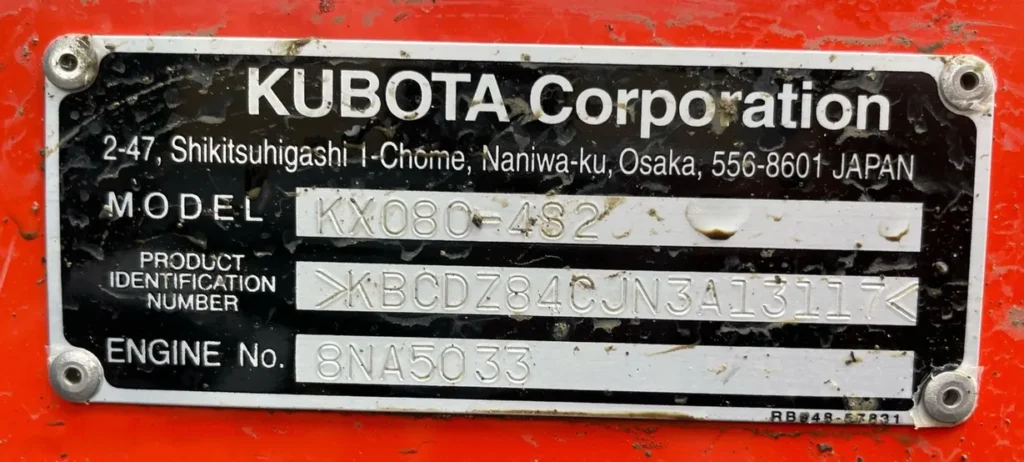 KUBOTA Corporation
2-47, Shikitsuhigashi 1-Chome, Naniwa-ku, Osaka, 556-8601 JAPAN
MODEL KX080-4S2
PRODUCT
IDENTIFICATION
NUMBER >KBCDZ84CJN3A13117<
ENGINE No. 8NA5033